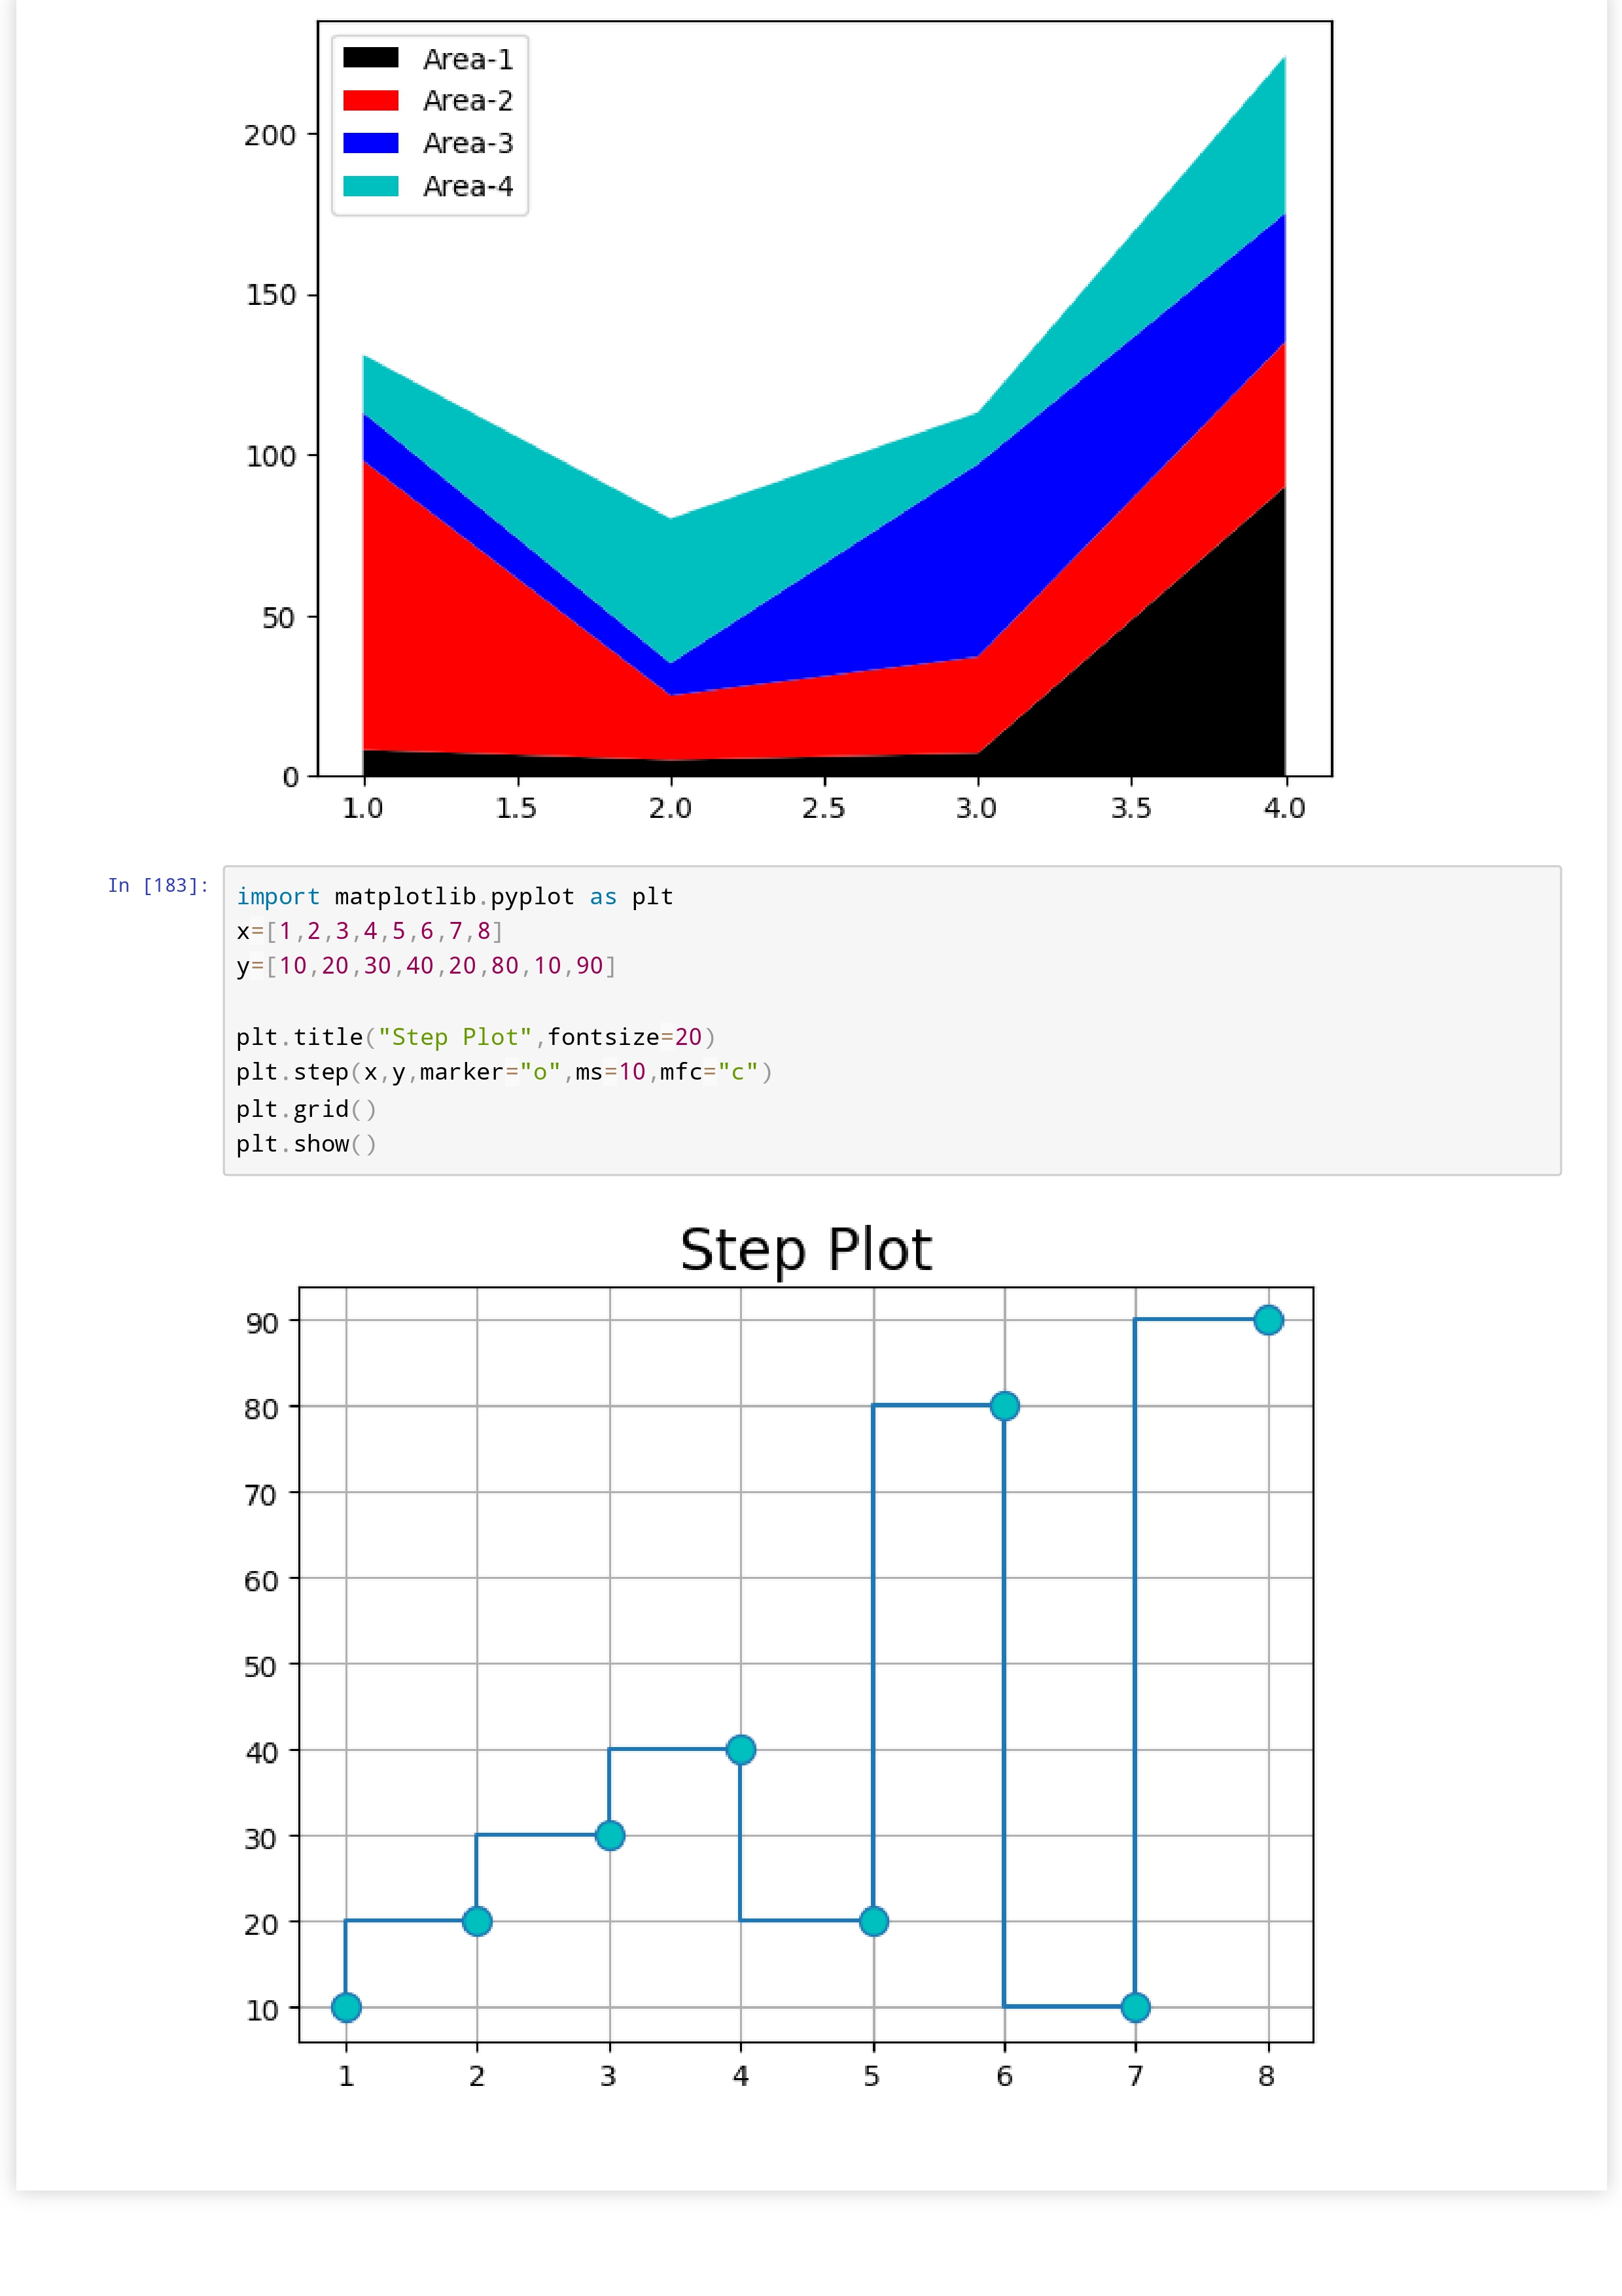 Area-1
Area-2
Area-3
Area-4
200
150
100
50
0
1.0 1.5 2.0 2.5 3.0 3.5 4.0
In [183]:
import matplotlib.pyplot as plt
x=[1,2,3,4,5,6,7,8]
y=[10,20,30,40,20,80,10,90]
plt.title("Step Plot",fontsize=20)
plt.step(x,y,marker="o",ms=10,mfc="c")
plt.grid()
plt.show()
Step Plot
90
80
70
60
50
40
30
20
10
1 2 3 4 5 6 7 8